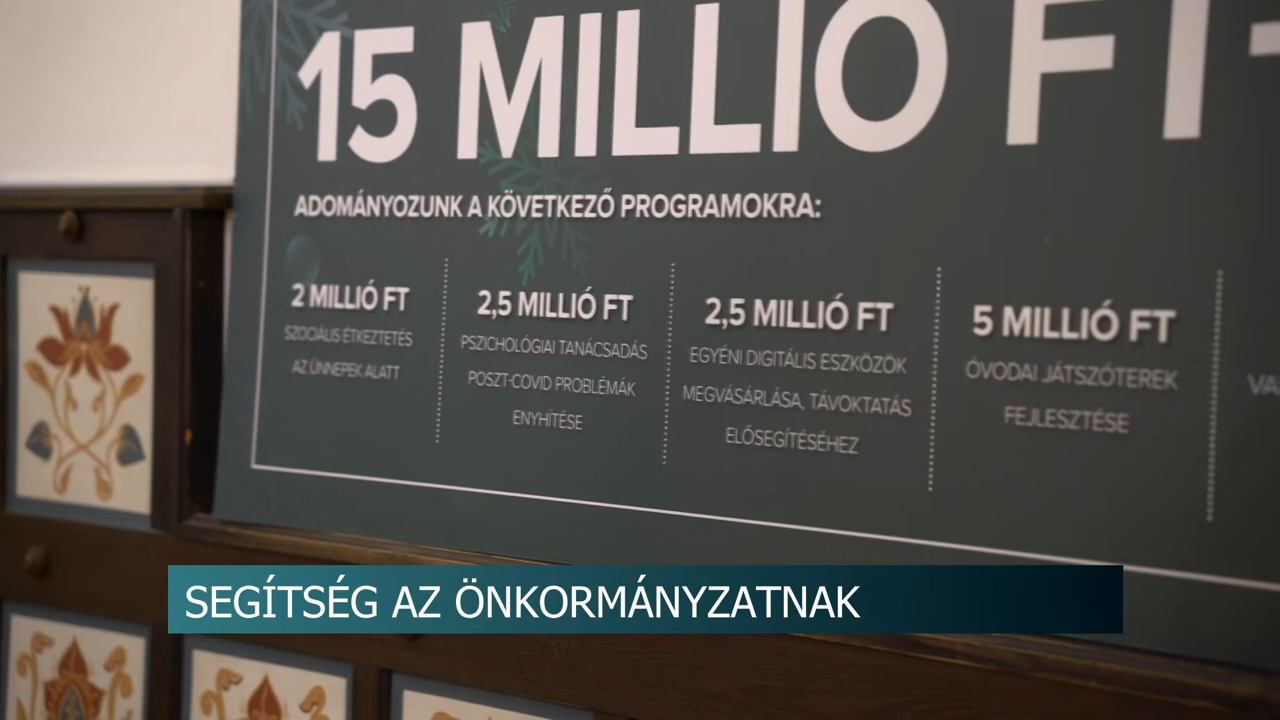 15 MILLIÓ FT-
ADOMÁNYOZUNK A KÖVETKEZŐ PROGRAMOKRA:
2 MILLIÓ FT
SZOCIÁLIS ÉTKEZTETÉS
AZ ÜNNEPEK ALATT
2,5 MILLIÓ FT
PSZICHOLÓGIAI TANÁCSADÁS
POSZT-COVID PROBLÉMÁK
ENYHÍTÉSE
2,5 MILLIÓ FT
EGYÉNI DIGITÁLIS ESZKÖZÖK
MEGVÁSÁRLÁSA, TÁVOKTATÁS
ELŐSEGÍTÉSÉHEZ
5 MILLIÓ FT
ÓVODAI JÁTSZÓTEREK
FEJLESZTÉSE
SEGÍTSÉG AZ ÖNKORMÁNYZATNAK